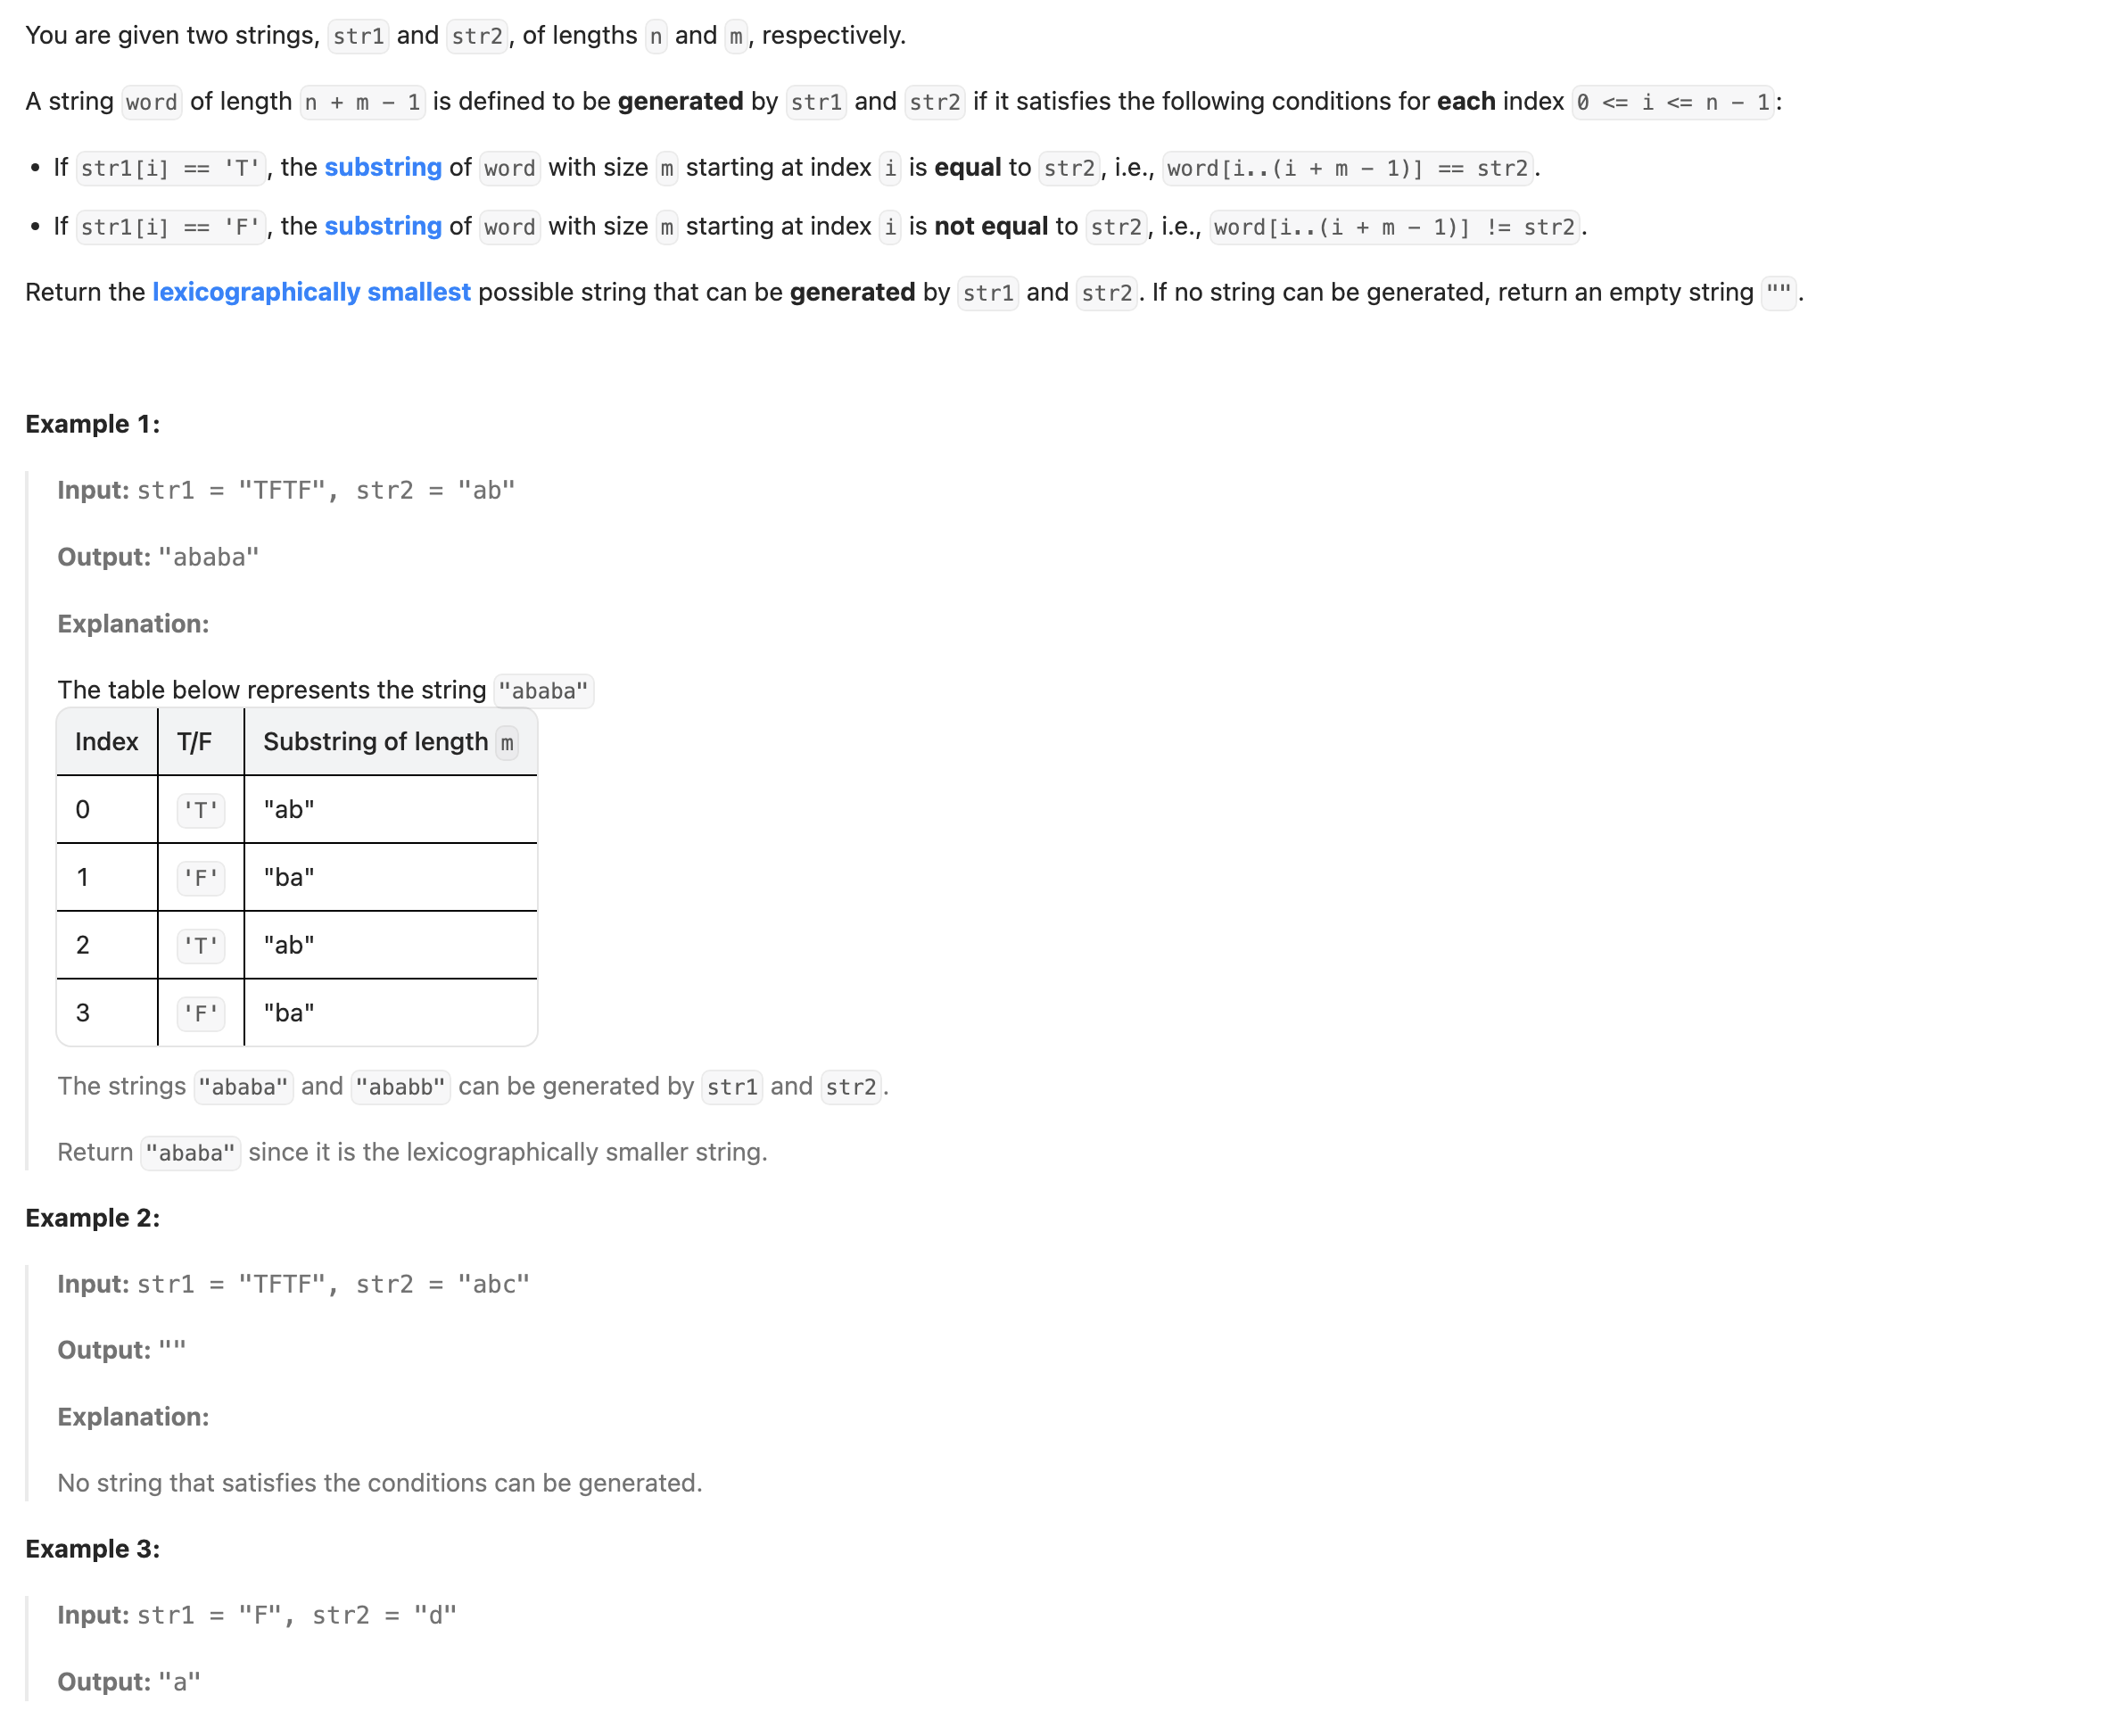 You are given two strings, str1 and str2, of lengths n and m, respectively.
A string word of length n + m - 1 is defined to be generated by str1 and str2 if it satisfies the following conditions for each index 0 <= i <= n - 1:
• If str1[i] == 'T', the substring of word with size m starting at index i is equal to str2, i.e., word[i..(i + m - 1)] == str2.
• If str1[i] == 'F', the substring of word with size m starting at index i is not equal to str2, i.e., word[i..(i + m - 1)] != str2.
Return the lexicographically smallest possible string that can be generated by str1 and str2. If no string can be generated, return an empty string "".
Example 1:
Input: str1 = "TFTF", str2 = "ab"
Output: "ababa"
Explanation:
The table below represents the string "ababa"
Index T/F Substring of length m
0 'T' "ab"
1 'F' "ba"
2 'T' "ab"
3 'F' "ba"
The strings "ababa" and "ababb" can be generated by str1 and str2.
Return "ababa" since it is the lexicographically smaller string.
Example 2:
Input: str1 = "TFTF", str2 = "abc"
Output: ""
Explanation:
No string that satisfies the conditions can be generated.
Example 3:
Input: str1 = "F", str2 = "d"
Output: "a"